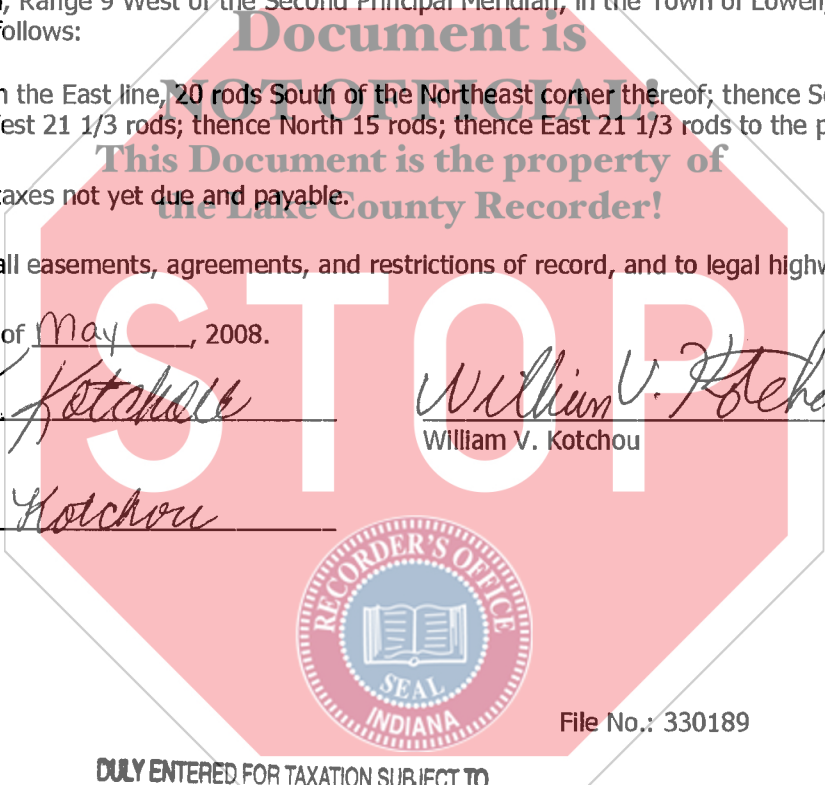 Range 9 West of the Second Principal Meridian, in the Town of Lowell,
Document is
follows:
NOT OFFICIAL!
the East line, 20 rods South of the Northeast corner thereof; thence
21 1/3 rods; thence North 15 rods; thence East 21 1/3 rods to the
This Document is the property of
taxes not yet due and payable.
the Lake County Recorder!
all easements, agreements, and restrictions of record, and to legal
STOP
of May, 2008.
Kotchou William V. Kotchou
William V. Kotchou
Kotchou
RECORDER'S OFFICE
SEAL
INDIANA
File No.: 330189
DULY ENTERED FOR TAXATION SUBJECT TO